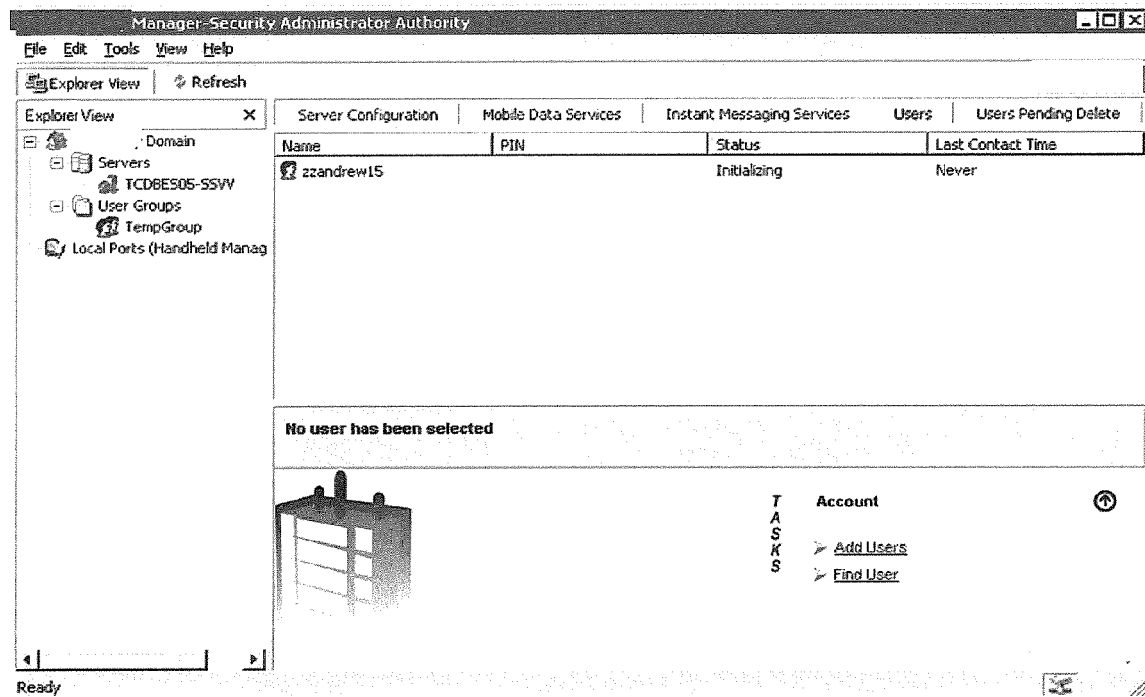 Manager-Security Administrator Authority
File Edit Tools View Help
Explorer View Refresh
Explorer View
Domain
Servers
TCDBES05-SSVV
User Groups
TempGroup
Local Ports (Handheld Manag
Server Configuration Mobile Data Services Instant Messaging Services Users Users Pending Delete
Name PIN Status Last Contact Time
zzandrew15 Initializing Never
No user has been selected
TASKS
Account
Add Users
Find User
Ready